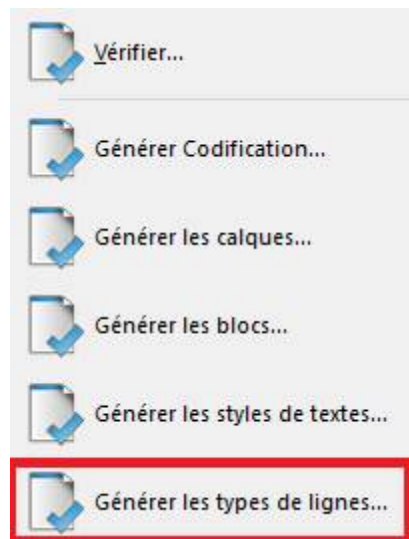 Vérifier...
Générer Codification...
Générer les calques...
Générer les blocs...
Générer les styles de textes...
Générer les types de lignes...